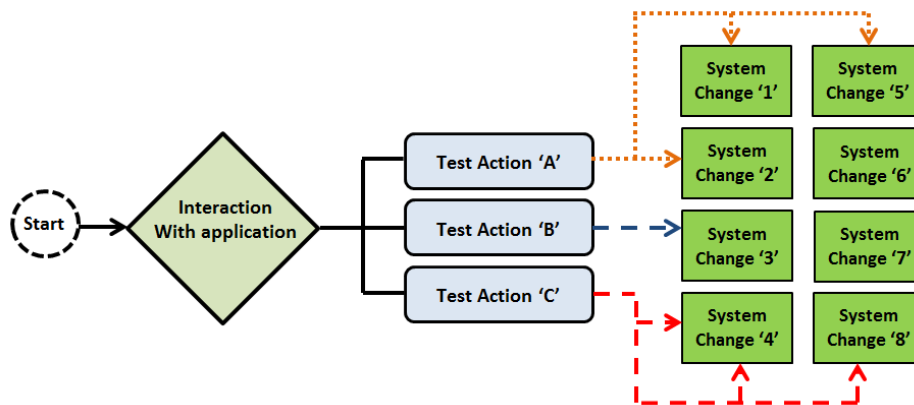 Start
Interaction
With application
Test Action ‘A’
Test Action ‘B’
Test Action ‘C’
System
Change ‘1’
System
Change ‘5’
System
Change ‘2’
System
Change ‘6’
System
Change ‘3’
System
Change ‘7’
System
Change ‘4’
System
Change ‘8’